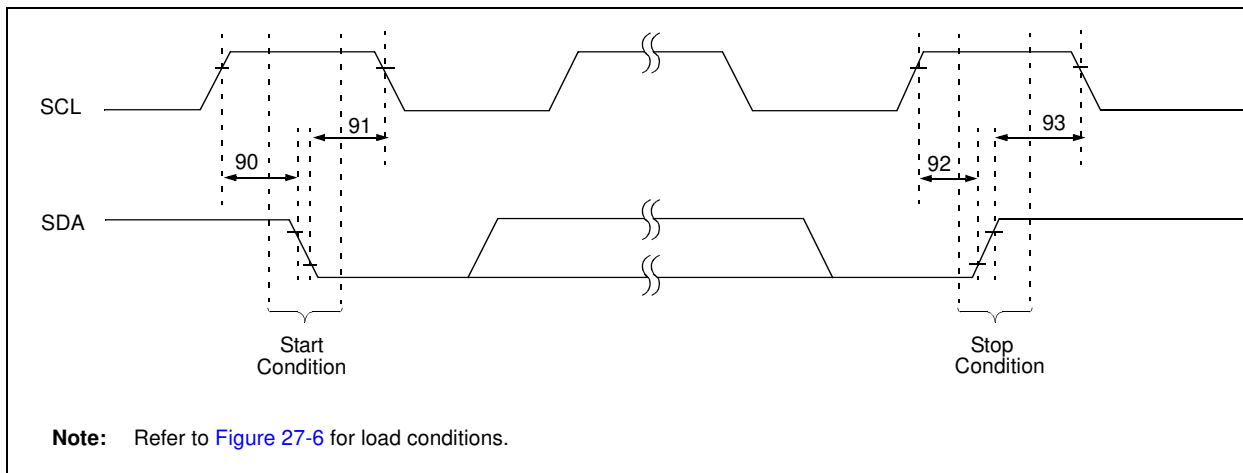 SCL
91
93
90
92
SDA
Start
Condition
Stop
Condition
Note: Refer to Figure 27-6 for load conditions.